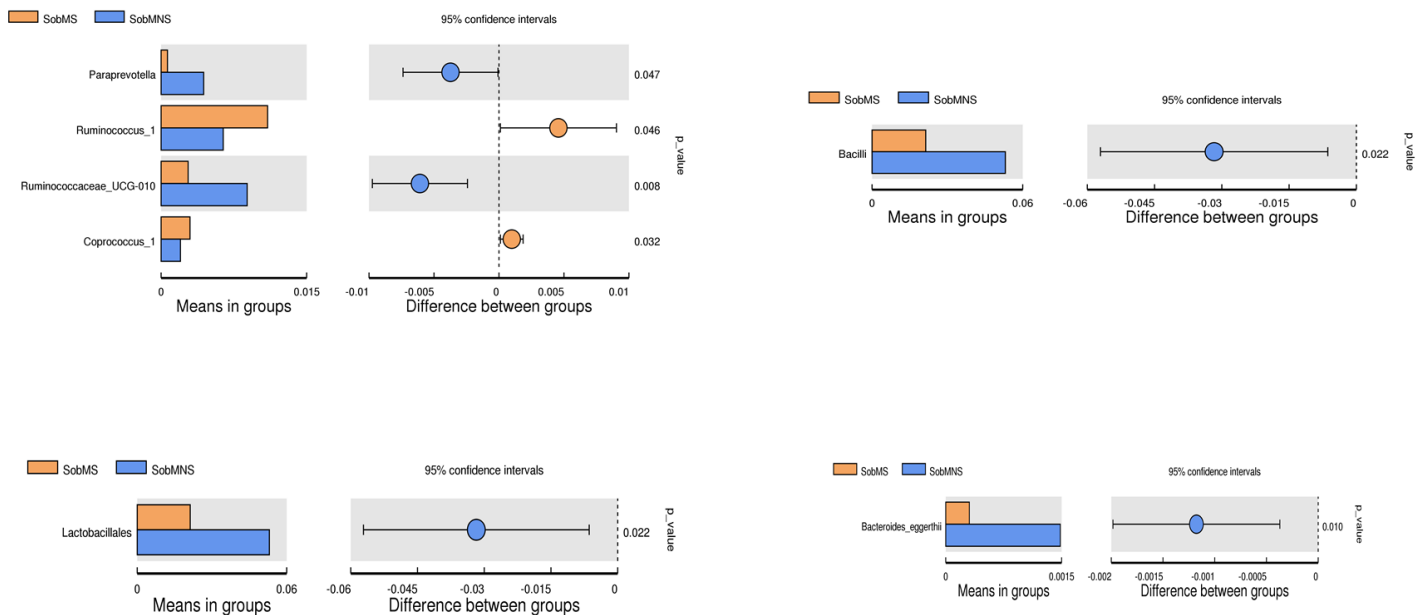 SobMS SobMNS 95% confidence intervals
Paraprevotella 0.047
Ruminococcus_1 0.046
Ruminococcaceae_UCG-010 0.008
Coprococcus_1 0.032
p_value
0 0.015 -0.01 -0.005 0 0.005 0.01
Means in groups Difference between groups
SobMS SobMNS 95% confidence intervals
Bacilli 0.022
p_value
0 0.06 -0.06 -0.045 -0.03 -0.015 0
Means in groups Difference between groups
SobMS SobMNS 95% confidence intervals
Lactobacillales 0.022
p_value
0 0.06 -0.06 -0.045 -0.03 -0.015 0
Means in groups Difference between groups
SobMS SobMNS 95% confidence intervals
Bacteroides_eggerthii 0.010
p_value
0 0.0015 -0.002 -0.0015 -0.001 -0.0005 0
Means in groups Difference between groups